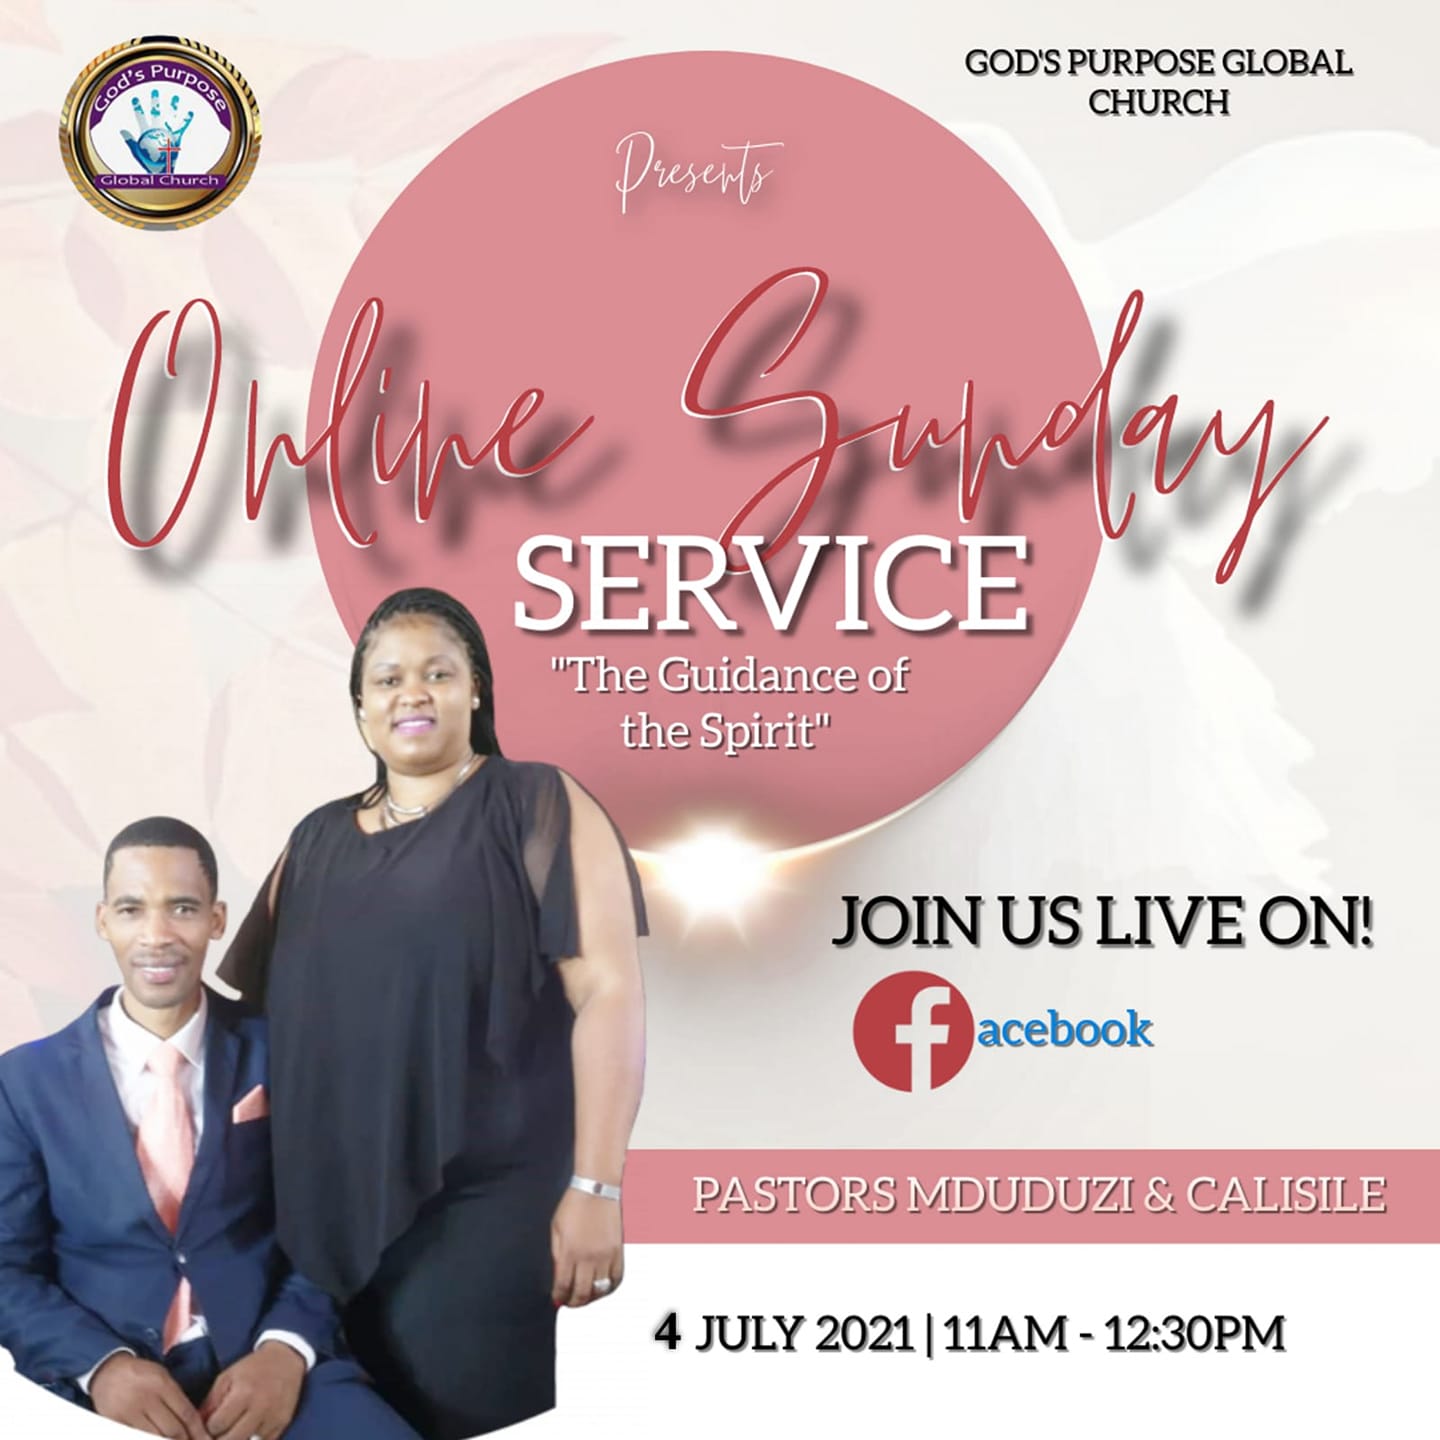 God's Purpose
Global Church
GOD'S PURPOSE GLOBAL
CHURCH
Presents
Online Sunday
SERVICE
"The Guidance of
the Spirit"
JOIN US LIVE ON!
facebook
PASTORS MDUDUZI & CALISILE
4 JULY 2021 | 11AM - 12:30PM